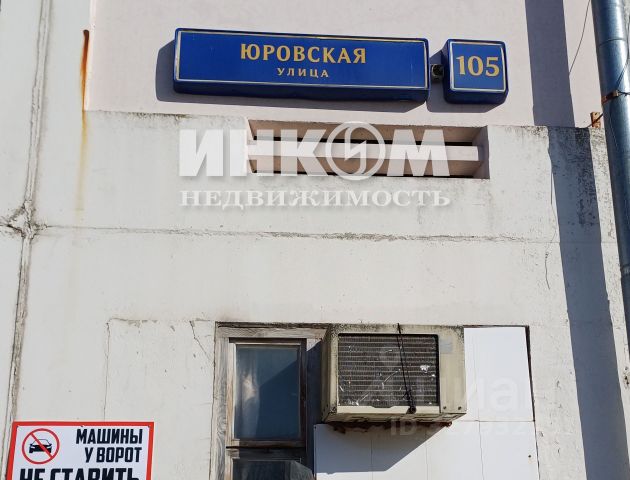 ЮРОВСКАЯ
УЛИЦА
105
ИНКОМ
НЕДВИЖИМОСТЬ
МАШИНЫ
У ВОРОТ
НЕ СТАВИТЬ